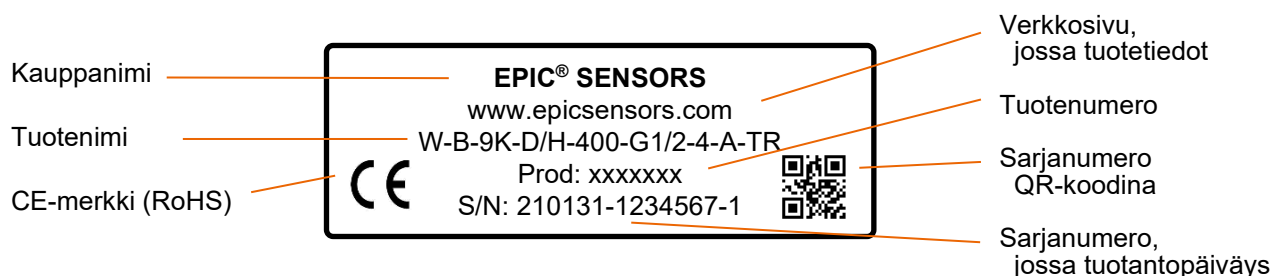 Kauppanimi
Tuotenimi
CE-merkki (RoHS)
EPIC® SENSORS
www.epicsensors.com
W-B-9K-D/H-400-G1/2-4-A-TR
Prod: xxxxxxx
S/N: 210131-1234567-1
CE
Verkkosivu,
jossa tuotetiedot
Tuotenumero
Sarjanumero
QR-koodina
Sarjanumero,
jossa tuotantopäiväys